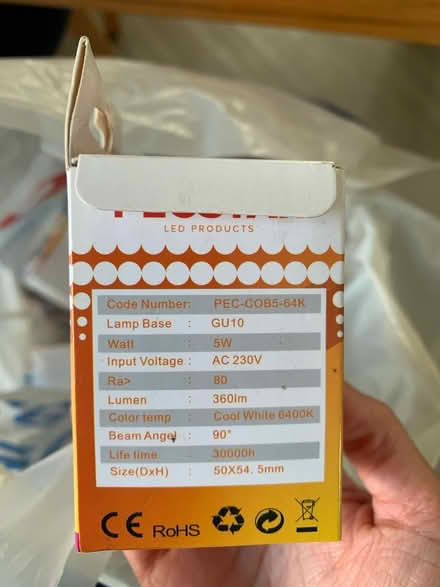 LED PRODUCTS
Code Number: PEC-COB5-64K
Lamp Base : GU10
Watt : 5W
Input Voltage : AC 230V
Ra> : 80
Lumen : 360lm
Color temp : Cool White 6400K
Beam Angel : 90°
Life time : 30000h
Size(DxH) : 50X54.5mm
CE RoHS